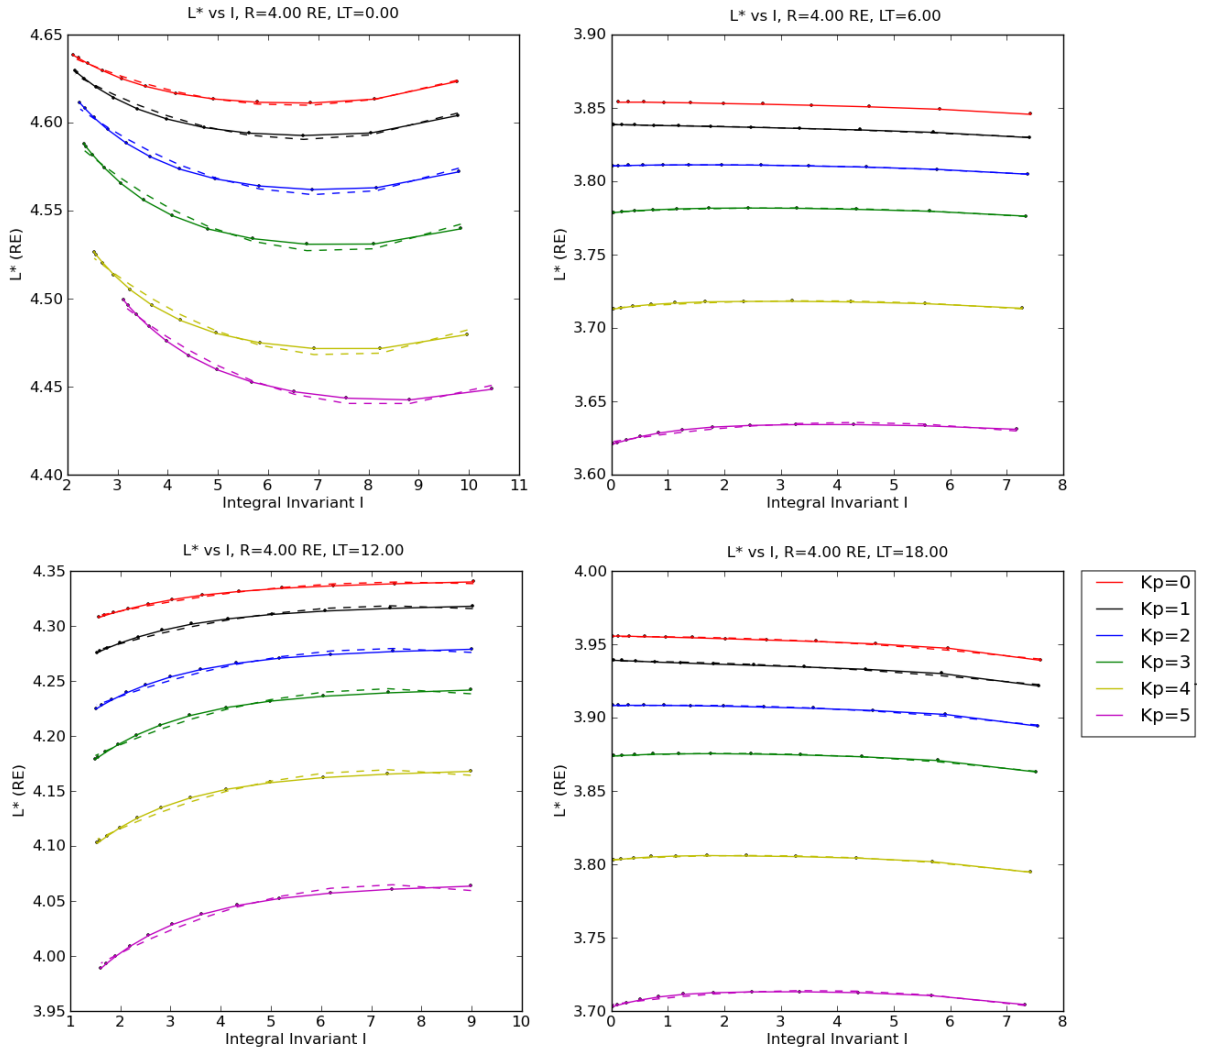 L* vs I, R=4.00 RE, LT=0.00
4.65
4.60
4.55
4.50
4.45
4.40
L* (RE)
2 3 4 5 6 7 8 9 10 11
Integral Invariant I
L* vs I, R=4.00 RE, LT=6.00
3.90
3.85
3.80
3.75
3.70
3.65
3.60
L* (RE)
0 1 2 3 4 5 6 7 8
Integral Invariant I
L* vs I, R=4.00 RE, LT=12.00
4.35
4.30
4.25
4.20
4.15
4.10
4.05
4.00
3.95
L* (RE)
1 2 3 4 5 6 7 8 9 10
Integral Invariant I
L* vs I, R=4.00 RE, LT=18.00
4.00
3.95
3.90
3.85
3.80
3.75
3.70
L* (RE)
0 1 2 3 4 5 6 7 8
Integral Invariant I
Kp=0
Kp=1
Kp=2
Kp=3
Kp=4
Kp=5